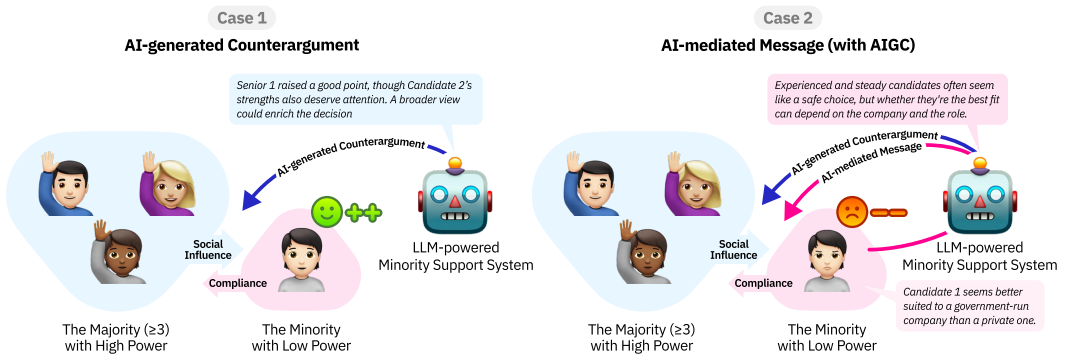 Case 1
AI-generated Counterargument
Senior 1 raised a good point, though Candidate 2's
strengths also deserve attention. A broader view
could enrich the decision
AI-generated Counterargument
LLM-powered
Minority Support System
Social
Influence
Compliance
The Majority (≥3)
with High Power
The Minority
with Low Power
Case 2
AI-mediated Message (with AIGC)
Experienced and steady candidates often seem
like a safe choice, but whether they're the best fit
can depend on the company and the role.
AI-generated Counterargument
AI-mediated Message
LLM-powered
Minority Support System
Social
Influence
Compliance
Candidate 1 seems better
suited to a government-run
company than a private one.
The Majority (≥3)
with High Power
The Minority
with Low Power